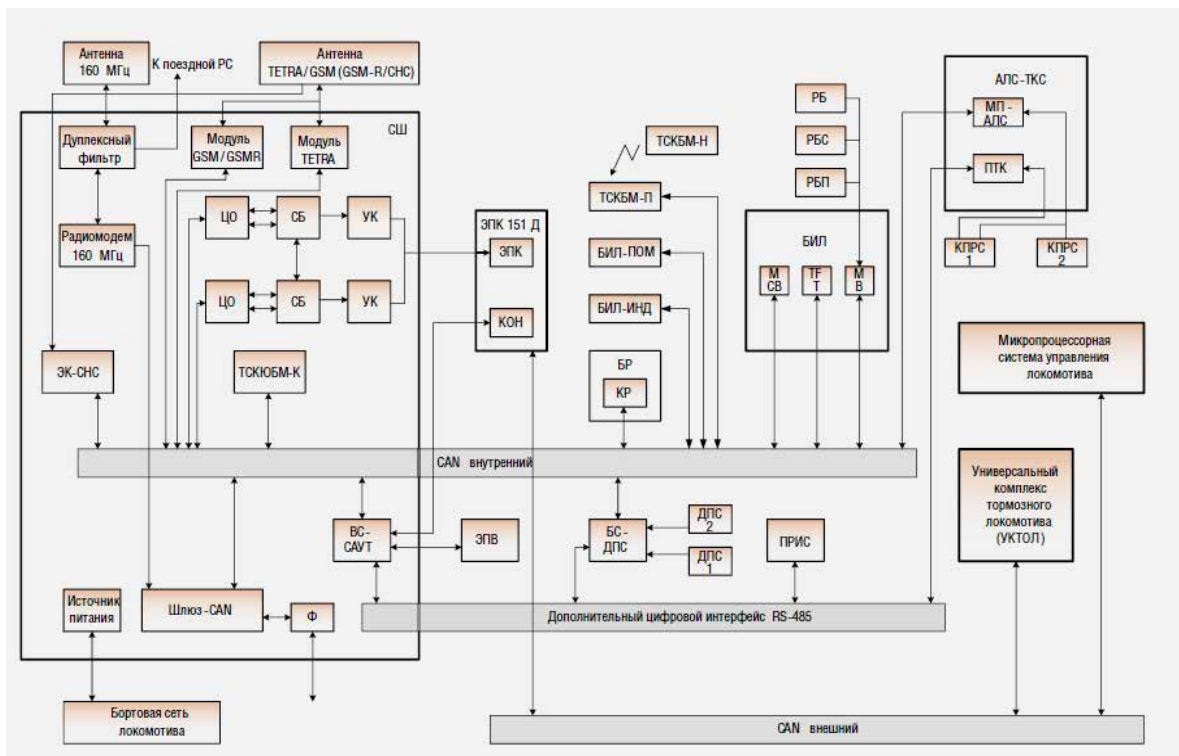 Антенна
160 МГц
К поездной РС
Антенна
TETRA/GSM (GSM-R/СНС)
СШ
Дуплексный
фильтр
Модуль
GSM/GSMR
Модуль
TETRA
Радиомодем
160 МГц
ЦО
СБ
УК
ЦО
СБ
УК
ЭК-СНС
ТСКЮБМ-К
ЭПК 151 Д
ЭПК
КОН
ТСКБМ-Н
ТСКБМ-П
БИЛ-ПОМ
БИЛ-ИНД
БР
КР
РБ
РБС
РБП
БИЛ
М
СВ
TF
T
М
В
АЛС-ТКС
МП-
АЛС
ПТК
КПРС
1
КПРС
2
Микропроцессорная
система управления
локомотива
CAN внутренний
Универсальный
комплекс
тормозного
локомотива
(УКТОЛ)
ВС-
САУТ
ЭПВ
БС-
ДПС
ДПС
2
ДПС
1
ПРИС
Источник
питания
Шлюз-CAN
Ф
Дополнительный цифровой интерфейс RS-485
Бортовая сеть
локомотива
CAN внешний